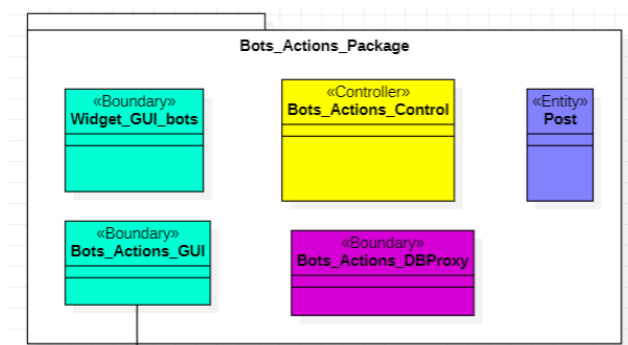 Bots_Actions_Package
«Boundary»
Widget_GUI_bots
«Controller»
Bots_Actions_Control
«Entity»
Post
«Boundary»
Bots_Actions_GUI
«Boundary»
Bots_Actions_DBProxy